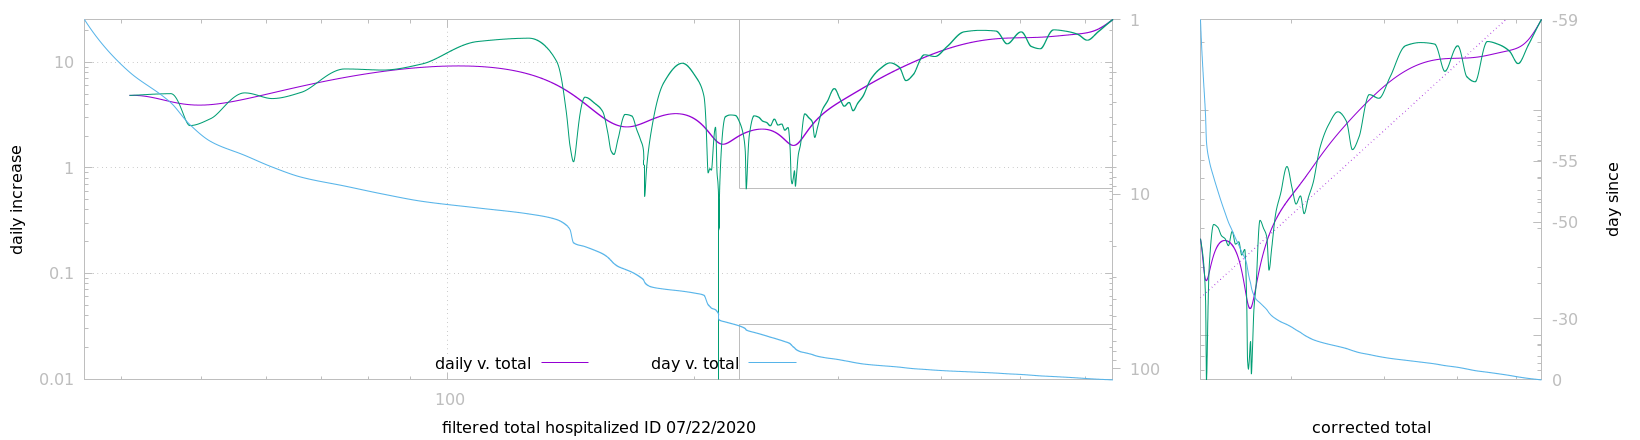 daily increase
10
1
0.1
0.01
100
filtered total hospitalized ID 07/22/2020
daily v. total
day v. total
1
10
100
-59
-55
-50
-30
0
day since
corrected total